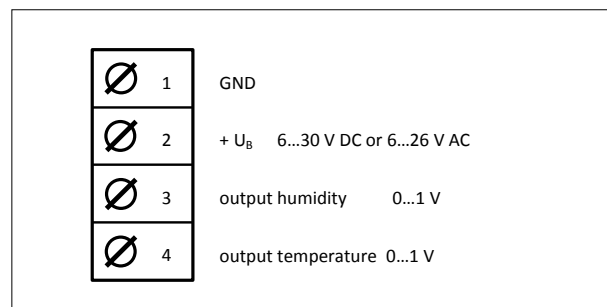 1 GND
2 + U_B 6...30 V DC or 6...26 V AC
3 output humidity 0...1 V
4 output temperature 0...1 V